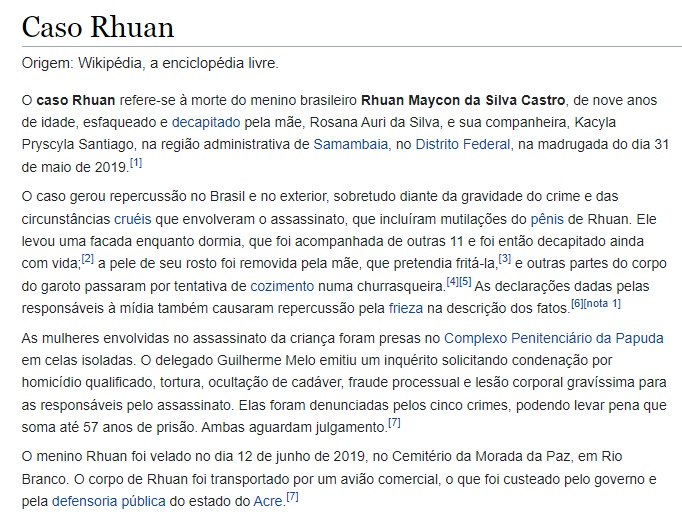 Caso Rhuan
Origem: Wikipédia, a enciclopédia livre.
O caso Rhuan refere-se à morte do menino brasileiro Rhuan Maycon da Silva Castro, de nove anos
de idade, esfaqueado e decapitado pela mãe, Rosana Auri da Silva, e sua companheira, Kacyla
Pryscyla Santiago, na região administrativa de Samambaia, no Distrito Federal, na madrugada do dia 31
de maio de 2019.[1]
O caso gerou repercussão no Brasil e no exterior, sobretudo diante da gravidade do crime e das
circunstâncias cruéis que envolveram o assassinato, que incluíram mutilações do pênis de Rhuan. Ele
levou uma facada enquanto dormia, que foi acompanhada de outras 11 e foi então decapitado ainda
com vida;[2] a pele de seu rosto foi removida pela mãe, que pretendia fritá-la,[3] e outras partes do corpo
do garoto passaram por tentativa de cozimento numa churrasqueira.[4][5] As declarações dadas pelas
responsáveis à mídia também causaram repercussão pela frieza na descrição dos fatos.[6][nota 1]
As mulheres envolvidas no assassinato da criança foram presas no Complexo Penitenciário da Papuda
em celas isoladas. O delegado Guilherme Melo emitiu um inquérito solicitando condenação por
homicídio qualificado, tortura, ocultação de cadáver, fraude processual e lesão corporal gravíssima para
as responsáveis pelo assassinato. Elas foram denunciadas pelos cinco crimes, podendo levar pena que
soma até 57 anos de prisão. Ambas aguardam julgamento.[7]
O menino Rhuan foi velado no dia 12 de junho de 2019, no Cemitério da Morada da Paz, em Rio
Branco. O corpo de Rhuan foi transportado por um avião comercial, o que foi custeado pelo governo e
pela defensoria pública do estado do Acre.[7]